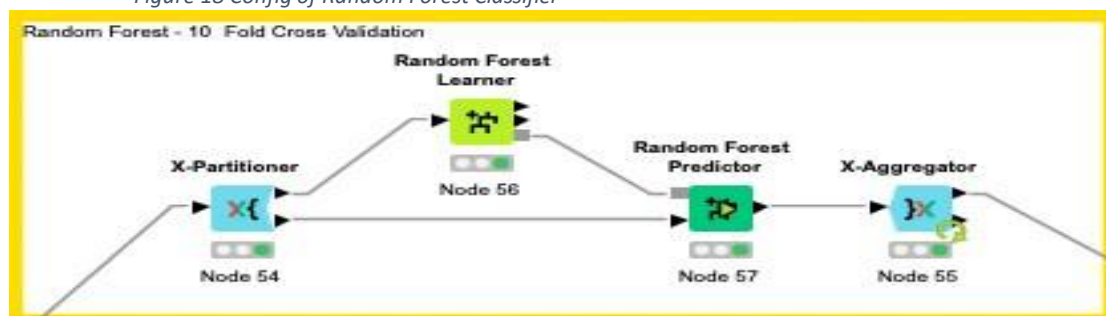 Figure 18 Config of Random Forest Classifier
Random Forest - 10 Fold Cross Validation
Random Forest
Learner
X-Partitioner
Node 56
Random Forest
Predictor
X-Aggregator
Node 54
Node 57
Node 55